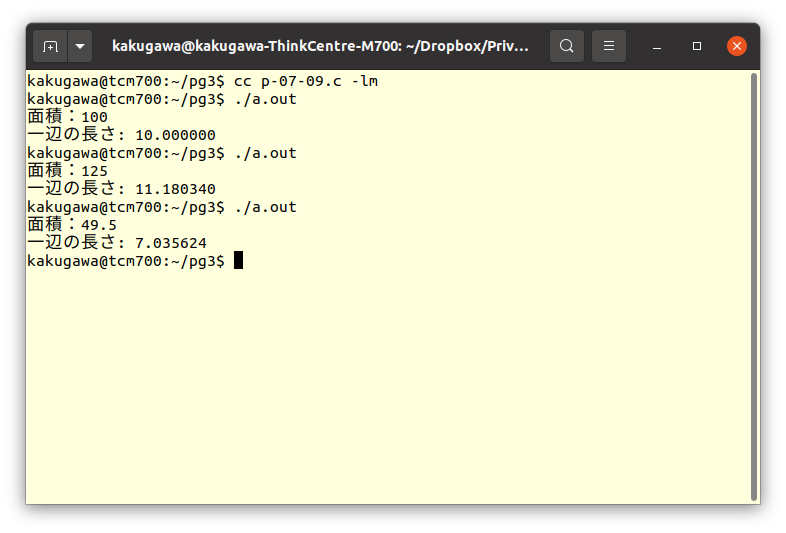 kakugawa@kakugawa-ThinkCentre-M700: ~/Dropbox/Priv...
kakugawa@tcm700:~/pg3$ cc p-07-09.c -lm
kakugawa@tcm700:~/pg3$ ./a.out
面積：100
一辺の長さ: 10.000000
kakugawa@tcm700:~/pg3$ ./a.out
面積：125
一辺の長さ: 11.180340
kakugawa@tcm700:~/pg3$ ./a.out
面積：49.5
一辺の長さ: 7.035624
kakugawa@tcm700:~/pg3$